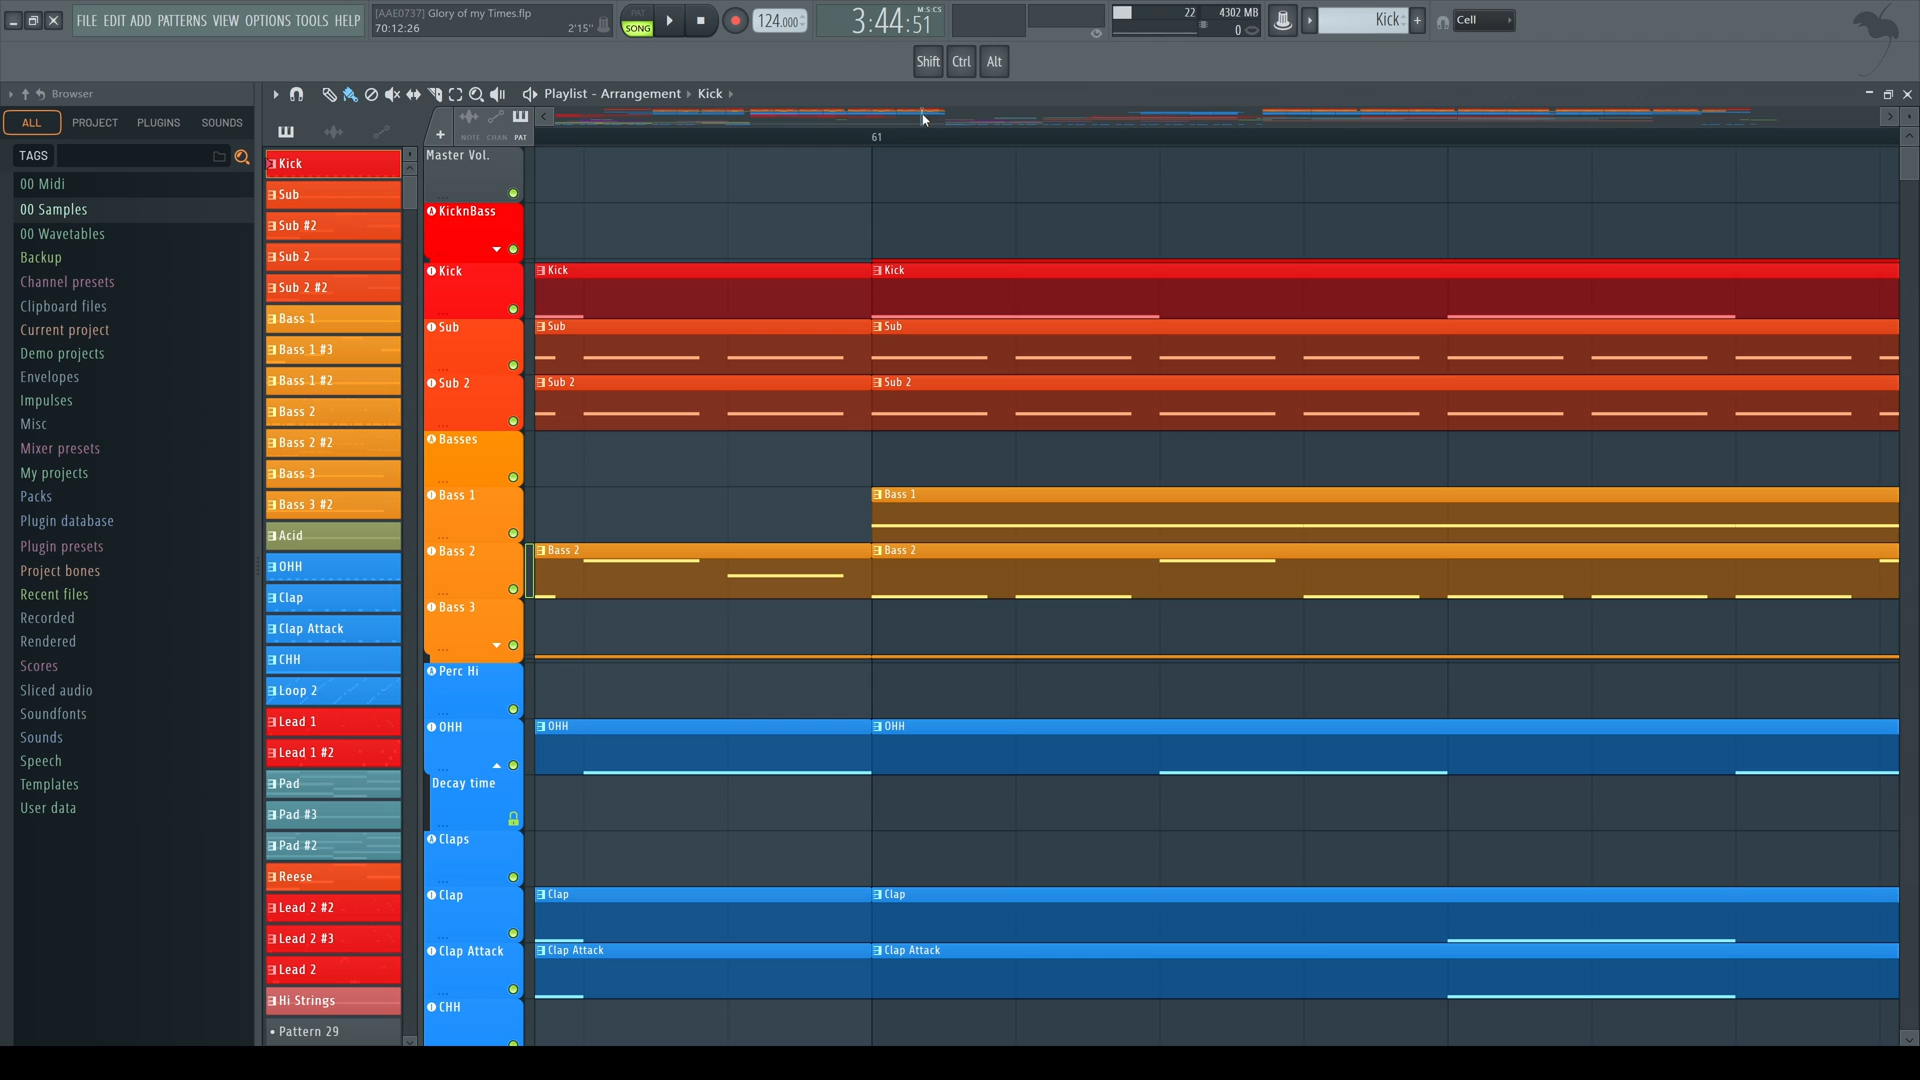 FILE EDIT ADD PATTERNS VIEW OPTIONS TOOLS HELP
[AAE0737] Glory of my Times.flp
70:12:26 2'15"
PAT
SONG
124.000
3:44:51
M:S:CS
22
4302 MB
0
Kick
Cell
Shift Ctrl Alt
Browser
Playlist - Arrangement Kick
ALL PROJECT PLUGINS SOUNDS
TAGS
NOTE CHAN PAT
61
00 Midi
00 Samples
00 Wavetables
Backup
Channel presets
Clipboard files
Current project
Demo projects
Envelopes
Impulses
Misc
Mixer presets
My projects
Packs
Plugin database
Plugin presets
Project bones
Recent files
Recorded
Rendered
Scores
Sliced audio
Soundfonts
Sounds
Speech
Templates
User data
Kick
Sub
Sub #2
Sub 2
Sub 2 #2
Bass 1
Bass 1 #3
Bass 1 #2
Bass 2
Bass 2 #2
Bass 3
Bass 3 #2
Acid
OHH
Clap
Clap Attack
CHH
Loop 2
Lead 1
Lead 1 #2
Pad
Pad #3
Pad #2
Reese
Lead 2 #2
Lead 2 #3
Lead 2
Hi Strings
Pattern 29
Master Vol.
KicknBass
Kick
Kick Kick
Sub
Sub Sub
Sub 2
Sub 2 Sub 2
Basses
Bass 1
Bass 1
Bass 2
Bass 2 Bass 2
Bass 3
Perc Hi
OHH
OHH OHH
Decay time
Claps
Clap
Clap Clap
Clap Attack
Clap Attack Clap Attack
CHH